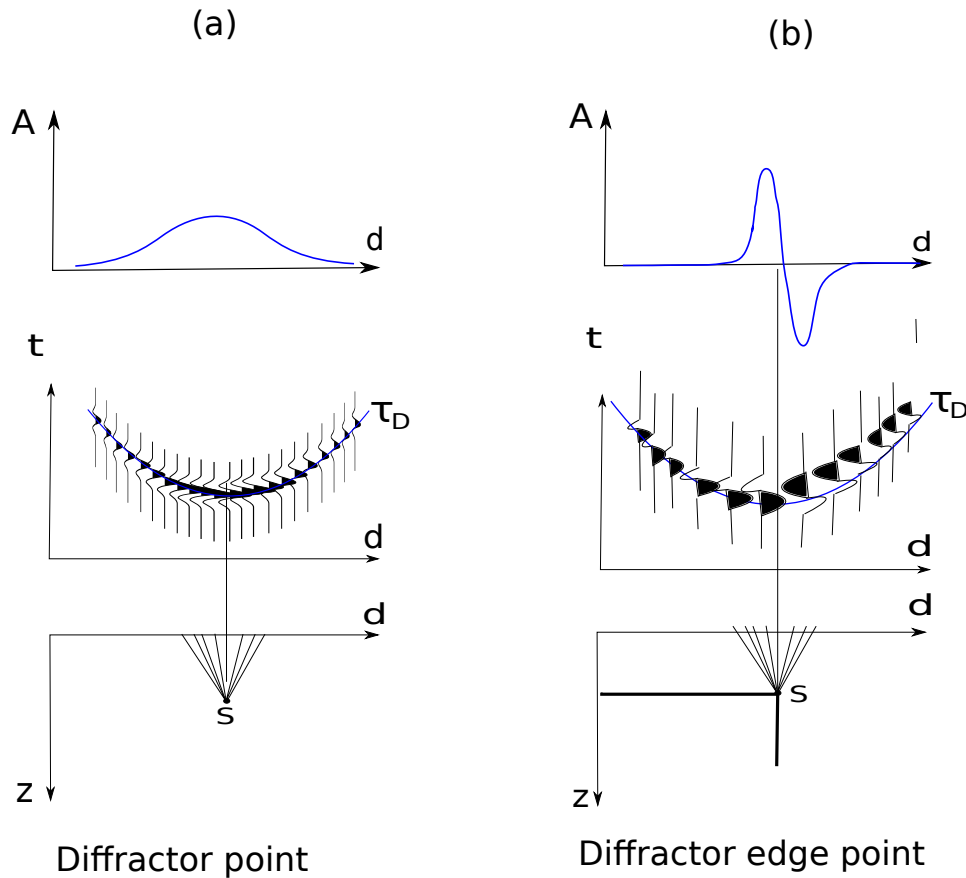 (a)
A
d
t
τD
d
d
s
z
Diffractor point
(b)
A
d
t
τD
d
d
s
z
Diffractor edge point